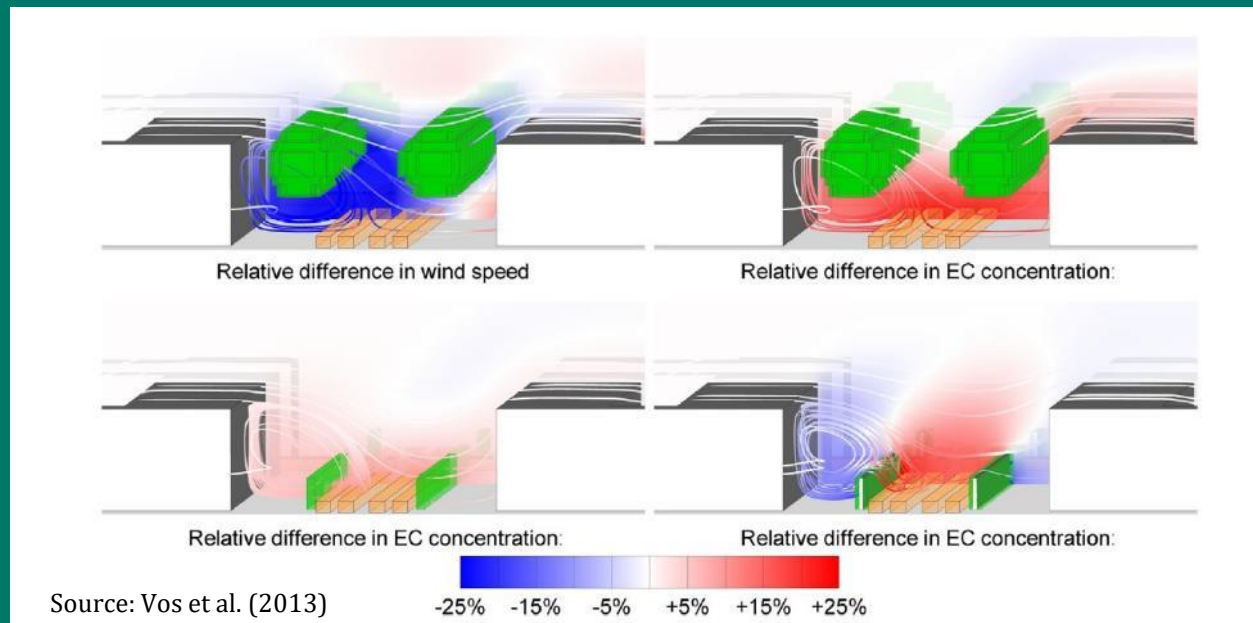 Relative difference in wind speed
Relative difference in EC concentration:
Relative difference in EC concentration:
Relative difference in EC concentration:
-25% -15% -5% +5% +15% +25%
Source: Vos et al. (2013)